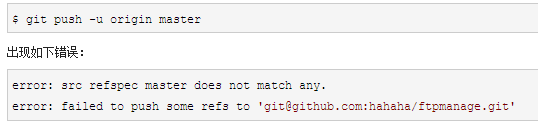 $ git push -u origin master
出现如下错误:
error: src refspec master does not match any.
error: failed to push some refs to 'git@github.com:hahaha/ftpmanage.git'